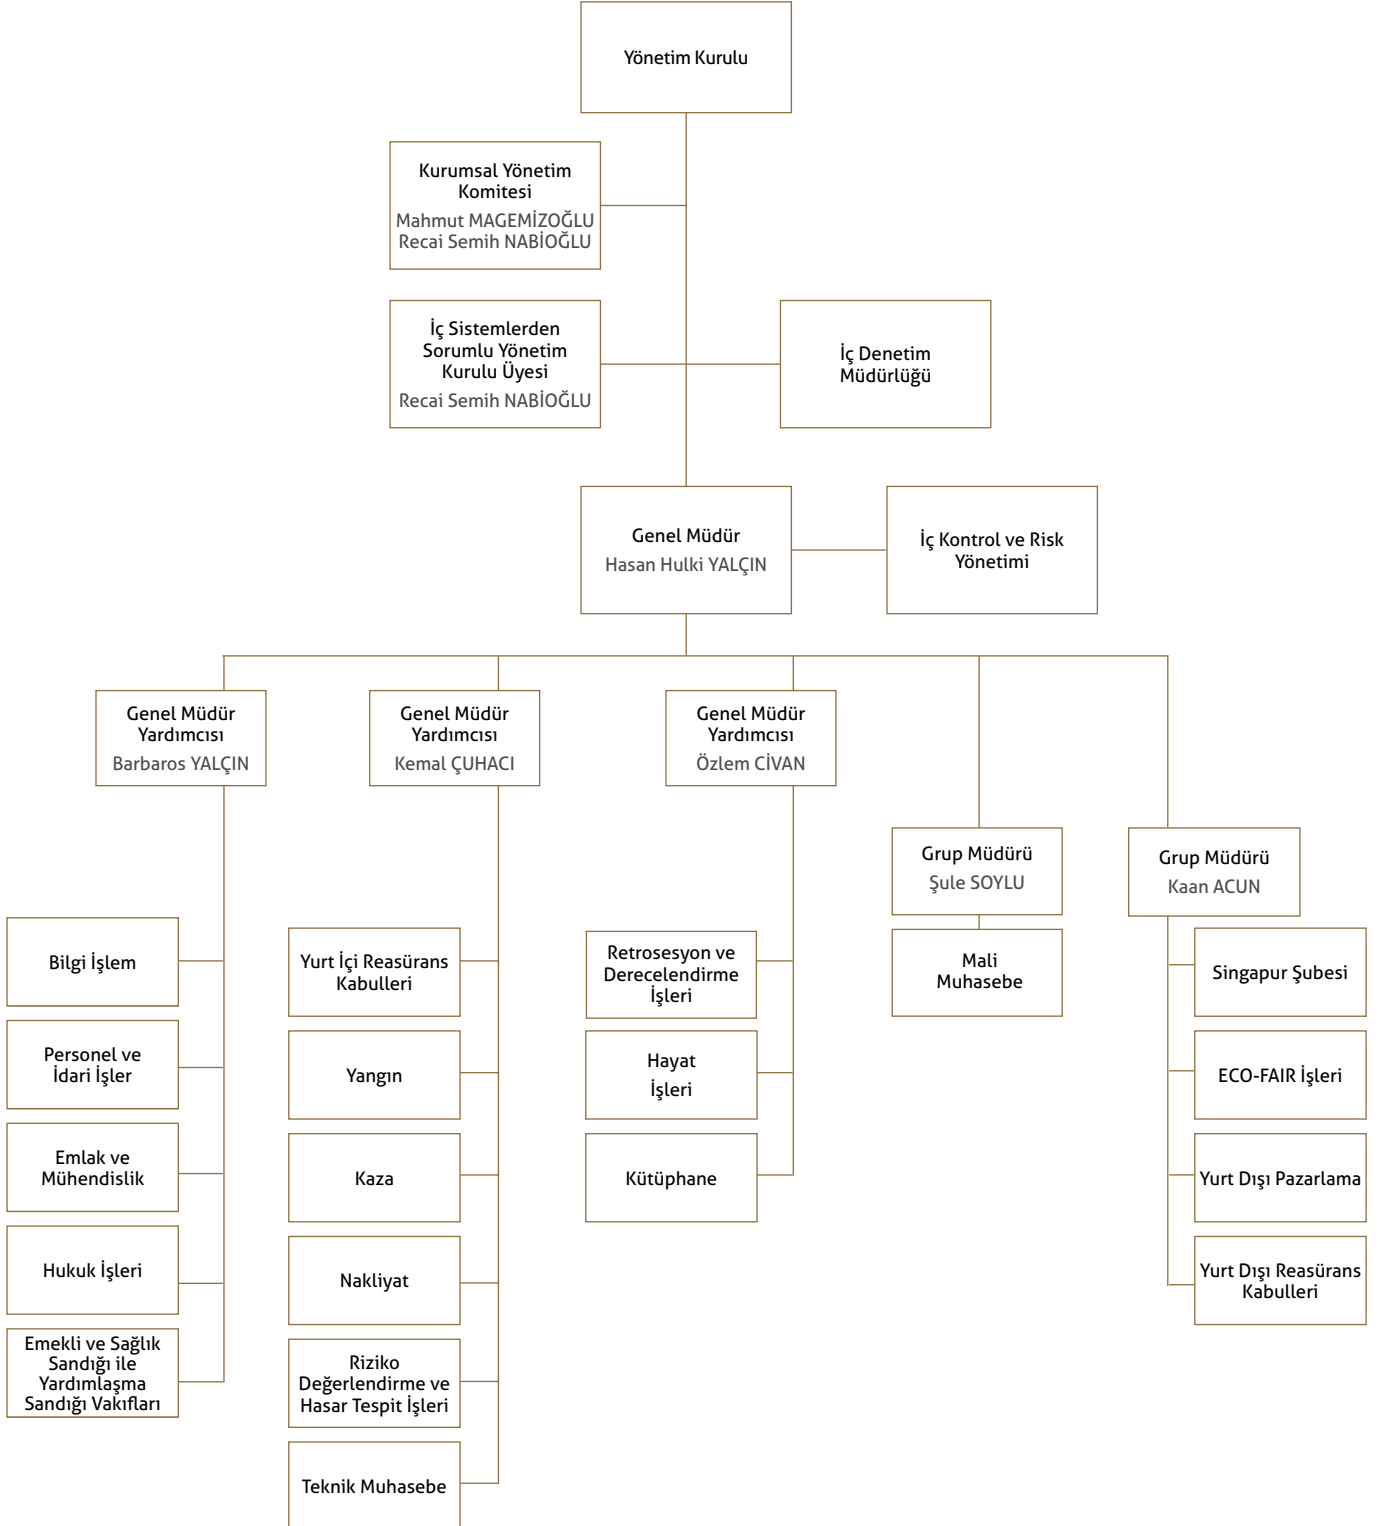 Yönetim Kurulu
Kurumsal Yönetim
Komitesi
Mahmut MAGEMİZOĞLU
Recai Semih NABİOĞLU
İç Sistemlerden
Sorumlu Yönetim
Kurulu Üyesi
Recai Semih NABİOĞLU
İç Denetim
Müdürlüğü
Genel Müdür
Hasan Hulki YALÇIN
İç Kontrol ve Risk
Yönetimi
Genel Müdür
Yardımcısı
Barbaros YALÇIN
Genel Müdür
Yardımcısı
Kemal ÇUHACI
Genel Müdür
Yardımcısı
Özlem CİVAN
Grup Müdürü
Şule SOYLU
Grup Müdürü
Kaan ACUN
Bilgi İşlem
Personel ve
İdari İşler
Emlak ve
Mühendislik
Hukuk İşleri
Emekli ve Sağlık
Sandığı ile
Yardımlaşma
Sandığı Vakıfları
Yurt İçi Reasürans
Kabulleri
Yangın
Kaza
Nakliyat
Riziko
Değerlendirme ve
Hasar Tespit İşleri
Teknik Muhasebe
Retrosesyon ve
Derecelendirme
İşleri
Hayat
İşleri
Kütüphane
Mali
Muhasebe
Singapur Şubesi
ECO-FAIR İşleri
Yurt Dışı Pazarlama
Yurt Dışı Reasürans
Kabulleri